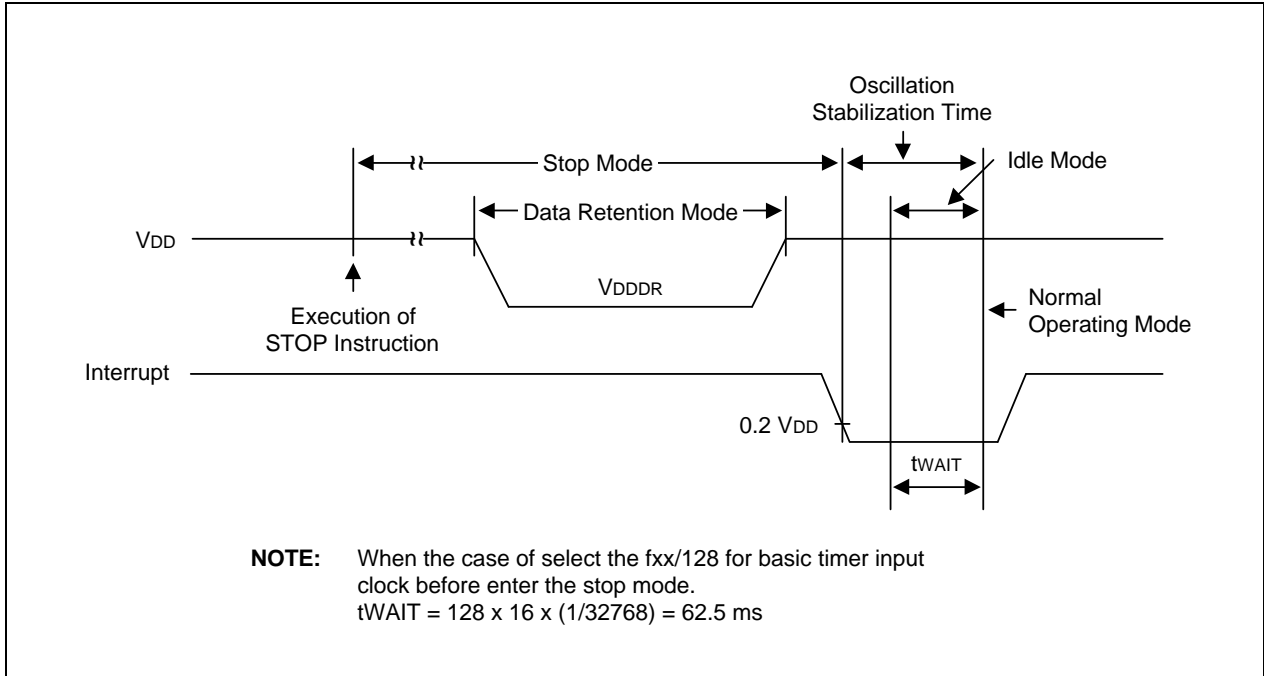 Oscillation
Stabilization Time
Stop Mode
Idle Mode
Data Retention Mode
VDD
VDDDR
Execution of
STOP Instruction
Normal
Operating Mode
Interrupt
0.2 VDD
tWAIT
NOTE: When the case of select the fxx/128 for basic timer input
clock before enter the stop mode.
tWAIT = 128 x 16 x (1/32768) = 62.5 ms